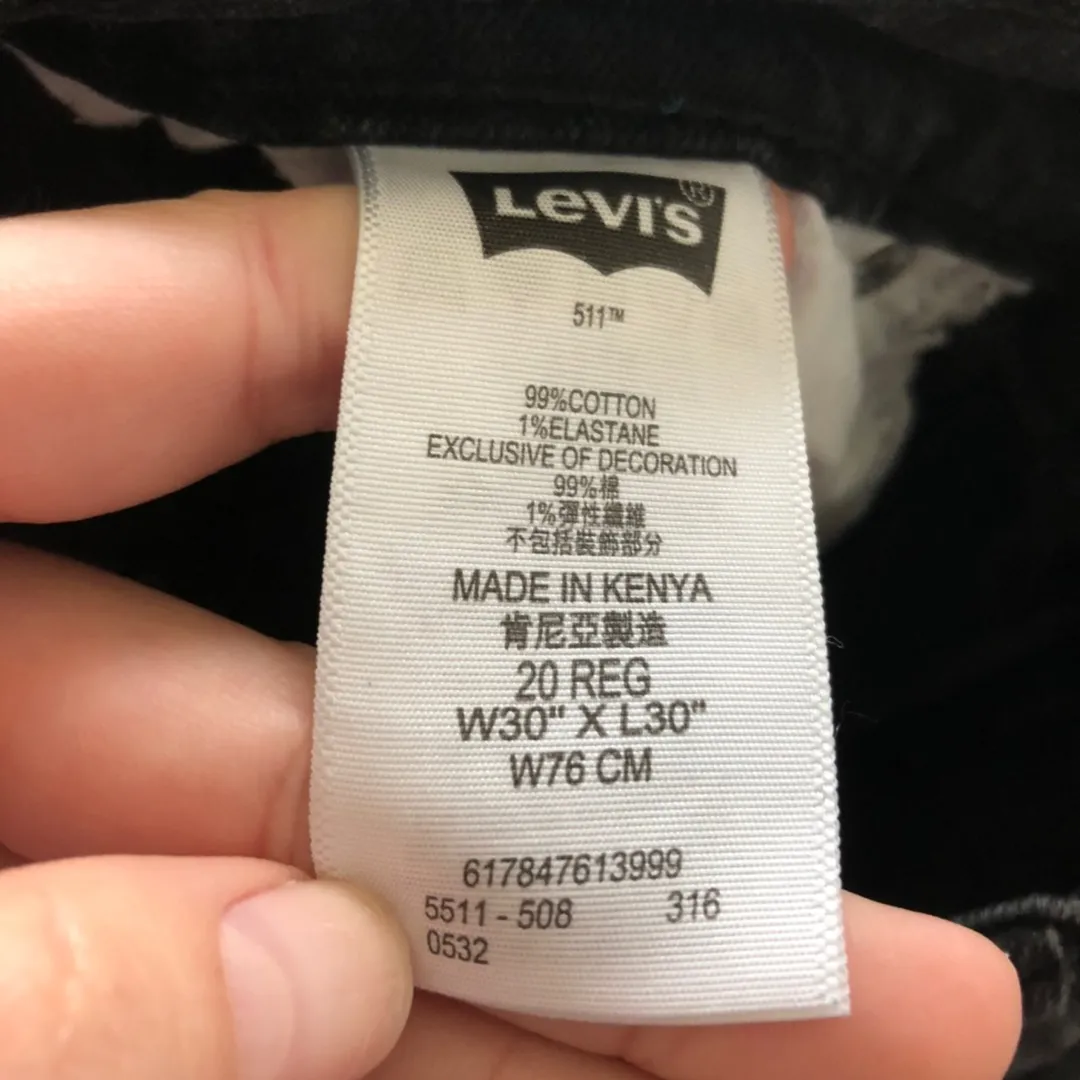 LEVI'S®
511™
99%COTTON
1%ELASTANE
EXCLUSIVE OF DECORATION
99%棉
1%彈性纖維
不包括裝飾部分
MADE IN KENYA
肯尼亞製造
20 REG
W30" X L30"
W76 CM
617847613999
5511 - 508 316
0532